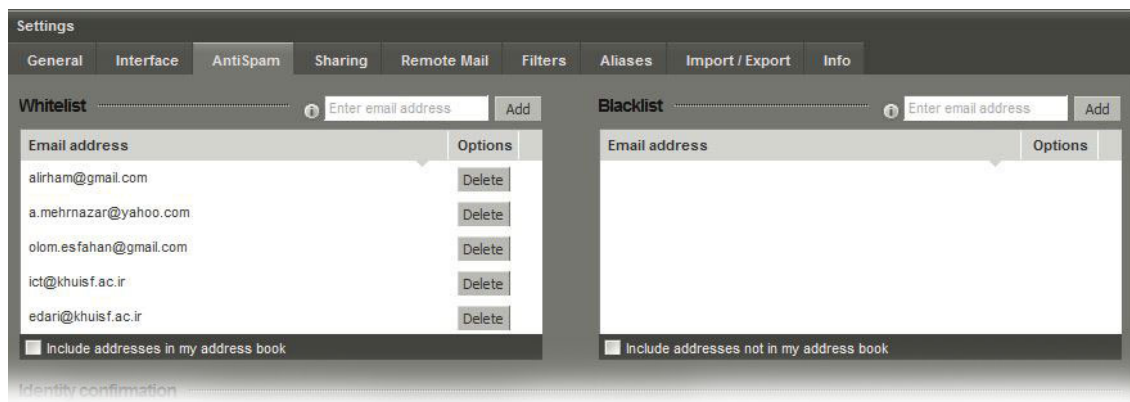 Settings
General Interface AntiSpam Sharing Remote Mail Filters Aliases Import / Export Info
Whitelist Enter email address Add
Email address Options
alirham@gmail.com Delete
a.mehrnazar@yahoo.com Delete
olom.esfahan@gmail.com Delete
ict@khuisf.ac.ir Delete
edari@khuisf.ac.ir Delete
Include addresses in my address book
Blacklist Enter email address Add
Email address Options
Include addresses not in my address book
Identity confirmation